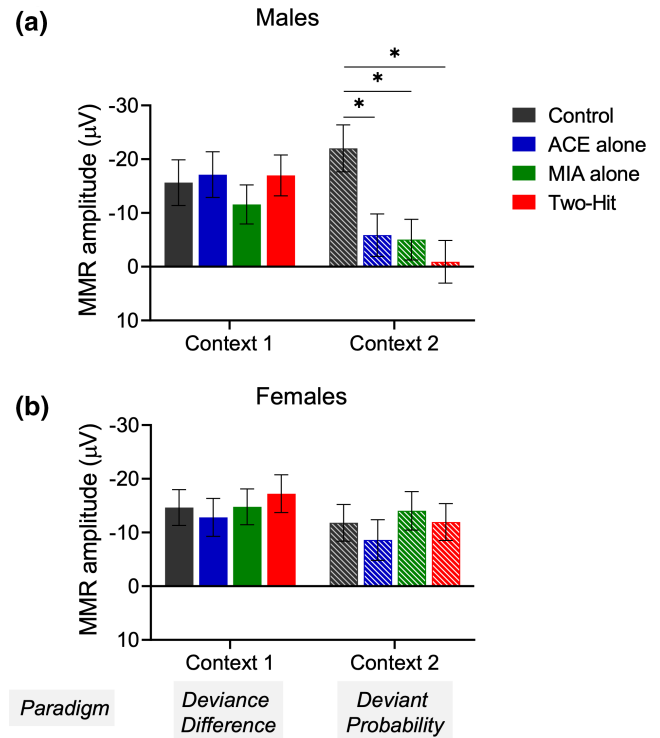 (a)
Males
*
*
*
-30
-20
-10
0
10
MMR amplitude (μV)
Context 1
Context 2
Control
ACE alone
MIA alone
Two-Hit
(b)
Females
-30
-20
-10
0
10
MMR amplitude (μV)
Context 1
Context 2
Paradigm
Deviance
Difference
Deviant
Probability